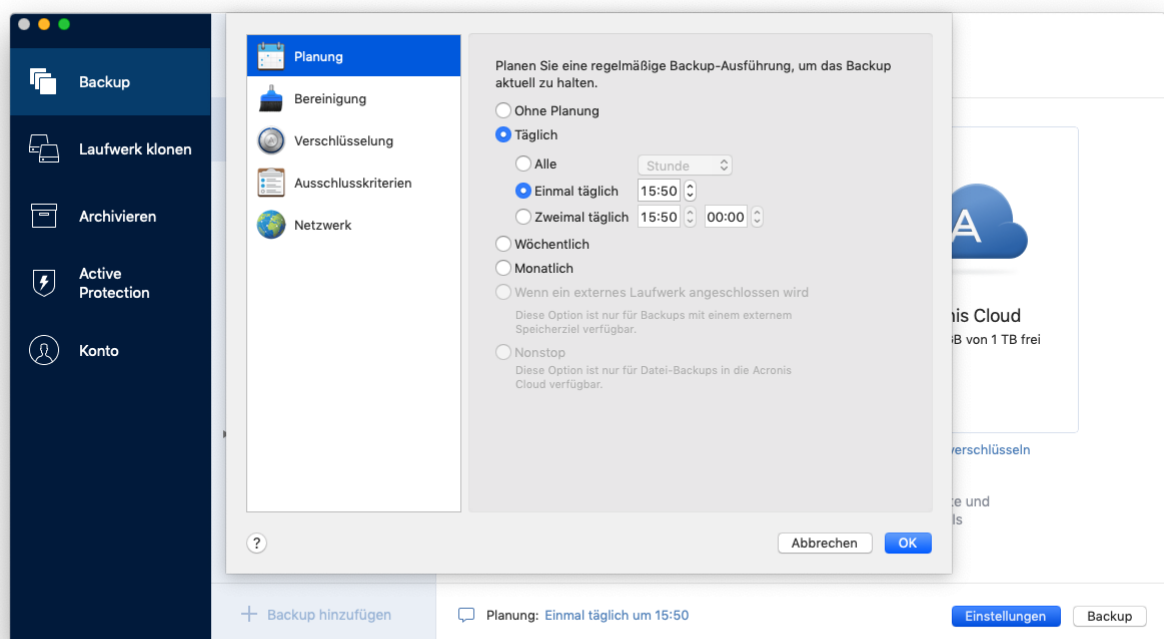 Backup
Laufwerk klonen
Archivieren
Active
Protection
Konto
Planung
Bereinigung
Verschlüsselung
Ausschlusskriterien
Netzwerk
Planen Sie eine regelmäßige Backup-Ausführung, um das Backup
aktuell zu halten.
Ohne Planung
Täglich
Alle Stunde
Einmal täglich 15:50
Zweimal täglich 15:50 00:00
Wöchentlich
Monatlich
Wenn ein externes Laufwerk angeschlossen wird
Diese Option ist nur für Backups mit einem externem
Speicherziel verfügbar.
Nonstop
Diese Option ist nur für Datei-Backups in die Acronis
Cloud verfügbar.
? Abbrechen OK
A
nis Cloud
GB von 1 TB frei
verschlüsseln
te und
ls
+ Backup hinzufügen
Planung: Einmal täglich um 15:50
Einstellungen Backup